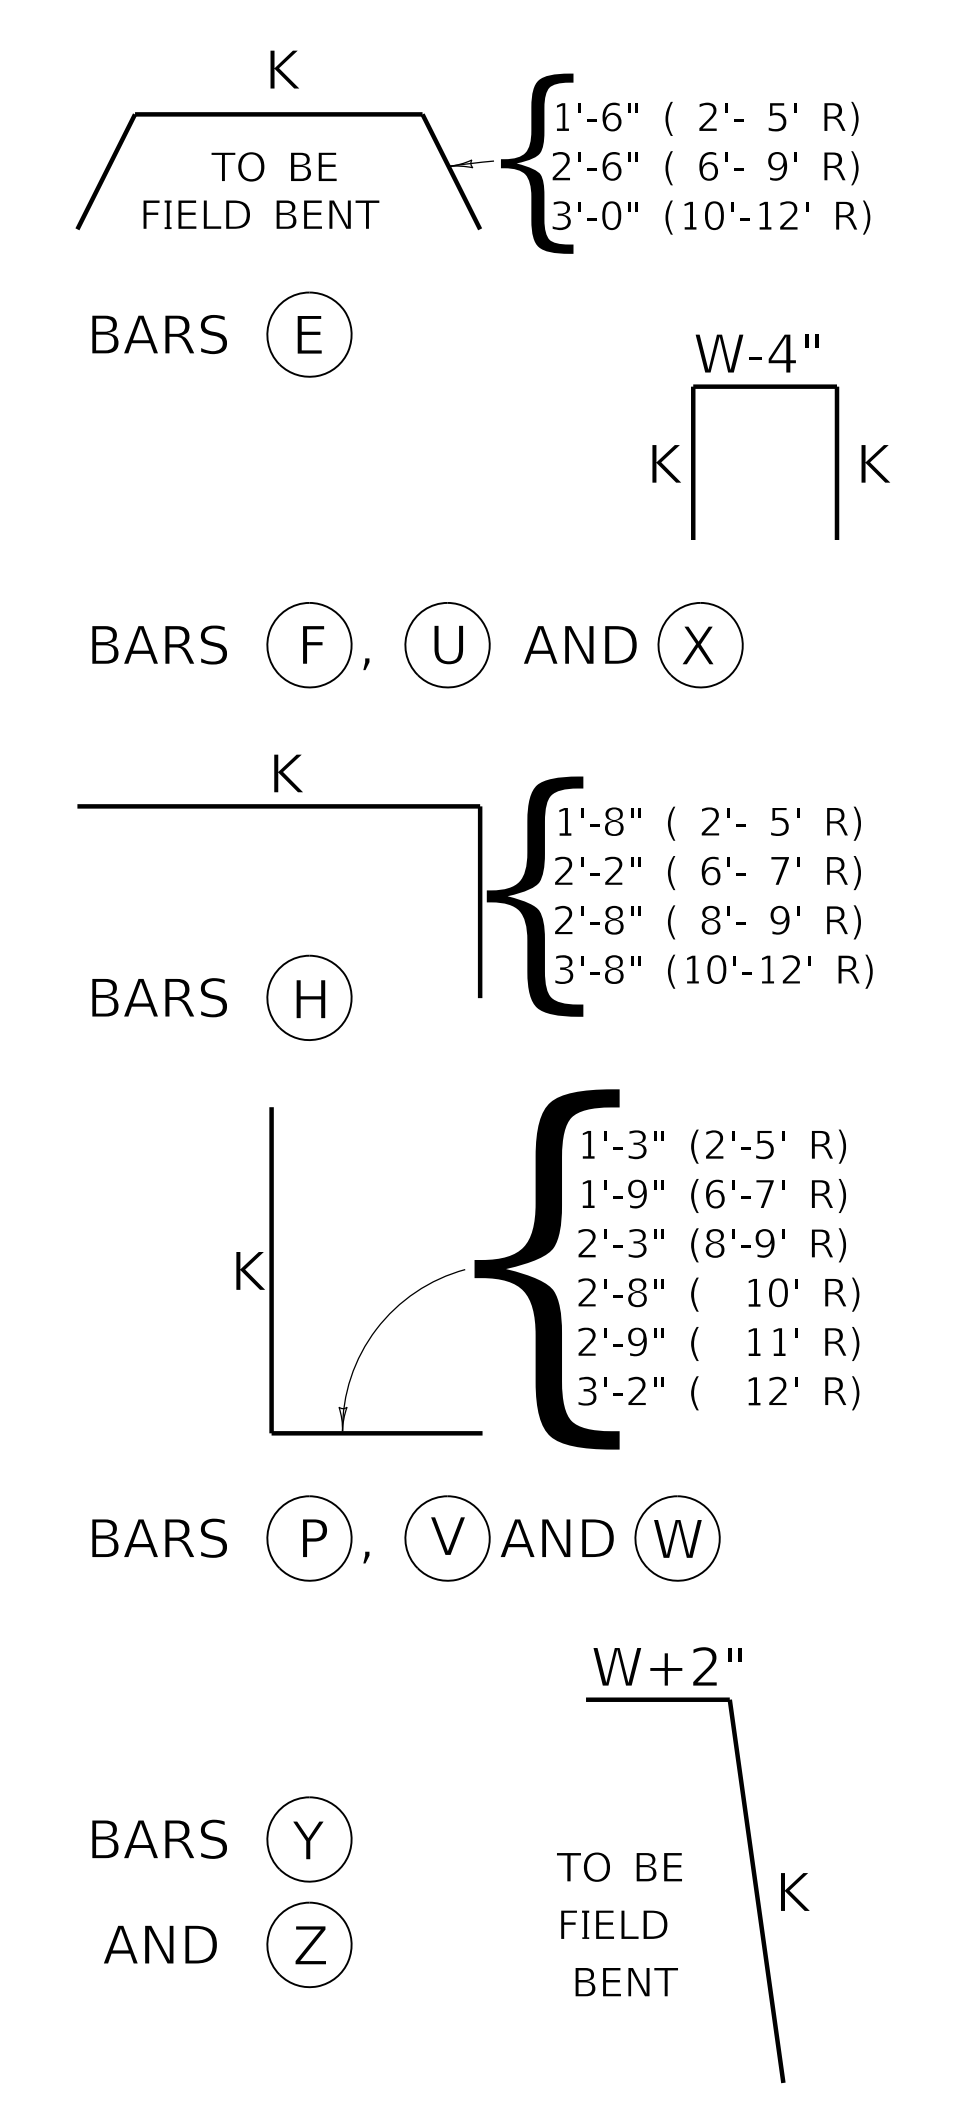 K
TO BE
FIELD BENT
1'-6" ( 2'- 5' R)
2'-6" ( 6'- 9' R)
3'-0" (10'-12' R)
BARS E
W-4"
K K
BARS F, U AND X
K
1'-8" ( 2'- 5' R)
2'-2" ( 6'- 7' R)
2'-8" ( 8'- 9' R)
3'-8" (10'-12' R)
BARS H
K
1'-3" (2'-5' R)
1'-9" (6'-7' R)
2'-3" (8'-9' R)
2'-8" ( 10' R)
2'-9" ( 11' R)
3'-2" ( 12' R)
BARS P, V AND W
W+2"
BARS Y
AND Z
TO BE
FIELD
BENT
K